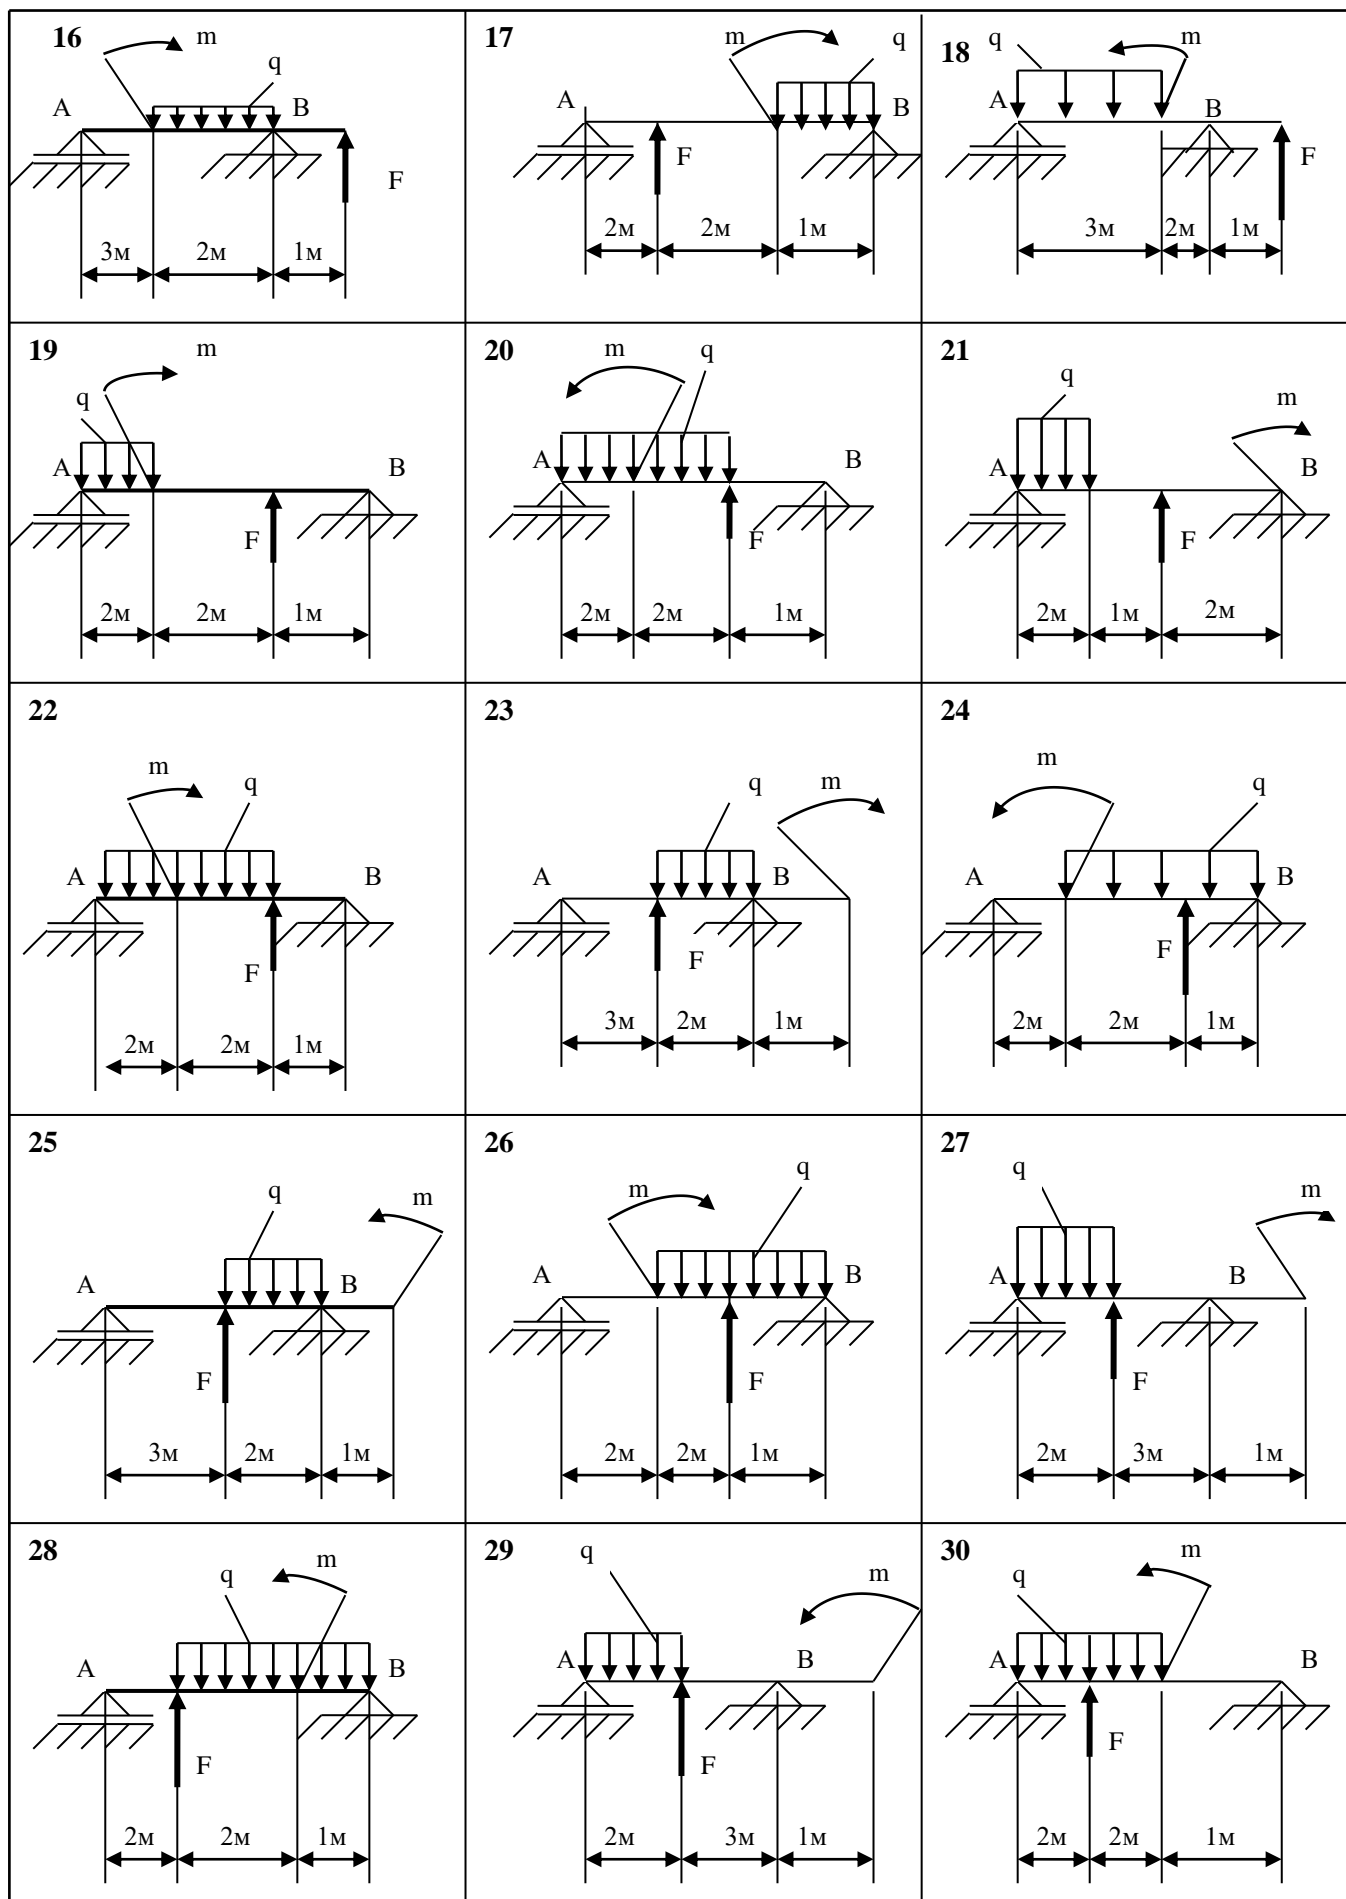 16 m
q
A B
F
3м 2м 1м
17 m q
A B
F
2м 2м 1м
18 q m
A B
F
3м 2м 1м
19 m
q
A B
F
2м 2м 1м
20 m q
A B
F
2м 2м 1м
21 q
m
A B
F
2м 1м 2м
22
m q
A B
F
2м 2м 1м
23
q m
A B
F
3м 2м 1м
24
m q
A B
F
2м 2м 1м
25
q m
A B
F
3м 2м 1м
26 q
m
A B
F
2м 2м 1м
27
q m
A B
F
2м 3м 1м
28 m
q
A B
F
2м 2м 1м
29 q
m
A B
F
2м 3м 1м
30 m
q
A B
F
2м 2м 1м